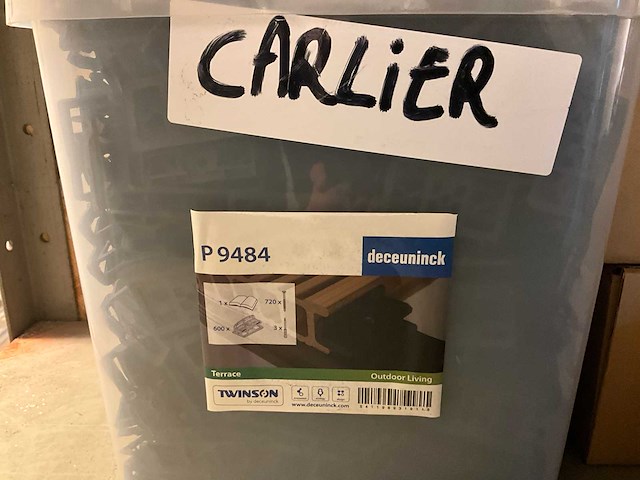 CARLiER
P 9484
deceuninck
1 x
720 x
600 x
3 x
Terrace
Outdoor Living
TWINSON
by deceuninck
www.deceuninck.com